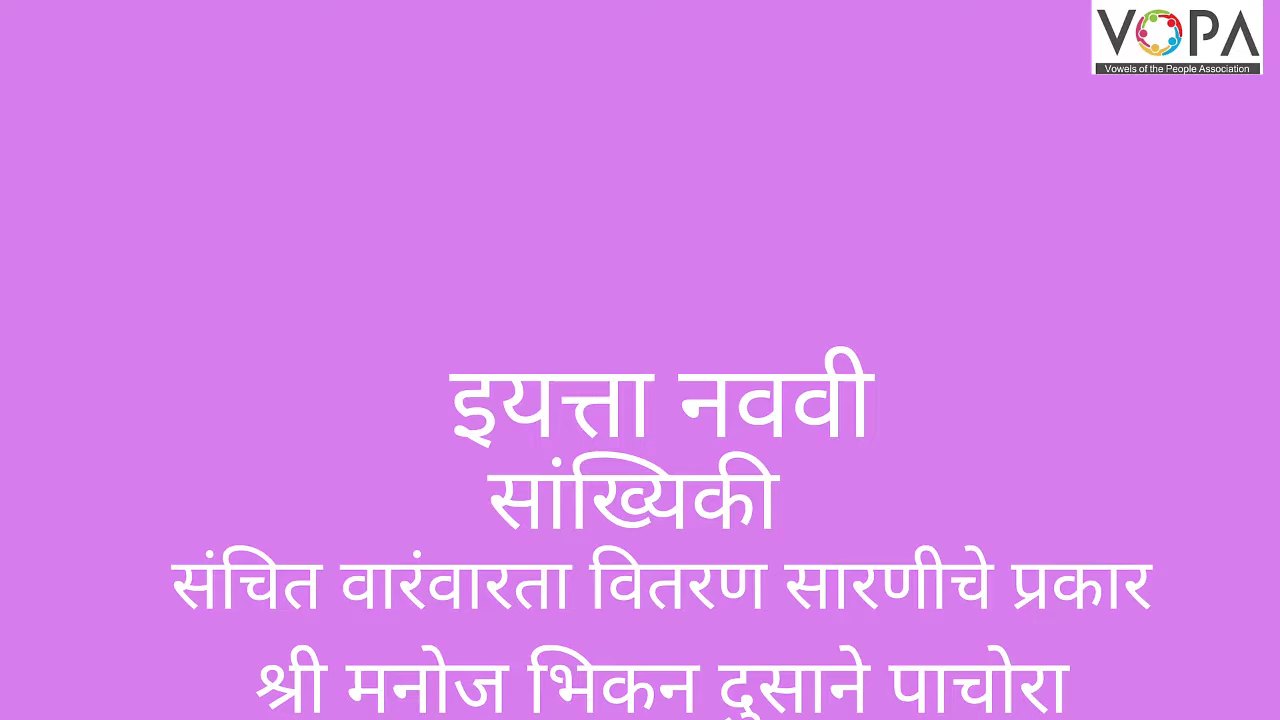 VOPA
Vowels of the People Association
इयत्ता नववी
सांख्यिकी
संचित वारंवारता वितरण सारणीचे प्रकार
श्री मनोज भिकन दुसाने पाचोरा